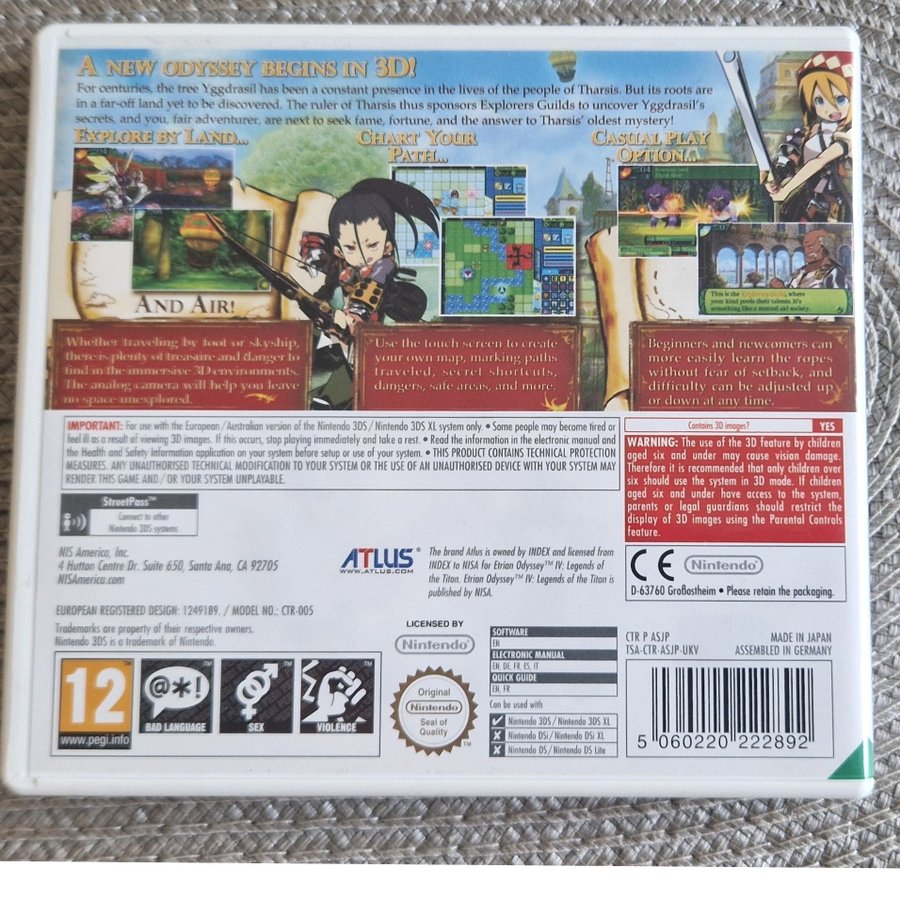 A NEW ODYSSEY BEGINS IN 3D!
For centuries, the tree Yggdrasil has been a constant presence in the lives of the people of Tharsis. But its roots are
in a far-off land yet to be discovered. The ruler of Tharsis thus sponsors Explorers Guilds to uncover Yggdrasil's
secrets, and you, fair adventurer, are next to seek fame, fortune, and the answer to Tharsis' oldest mystery!
EXPLORE BY LAND...
AND AIR!
Whether traveling by foot or skyship,
there is plenty of treasure and danger to
find in the immersive 3D environments.
The analog camera will help you leave
no space unexplored.
CHART YOUR
PATH...
Use the touch screen to create
your own map, marking paths
traveled, secret shortcuts,
dangers, safe areas, and more.
CASUAL PLAY
OPTION...
This is the Explorers Guild, where
your kind pools their talents. It's
something like a mutual aid society.
Beginners and newcomers can
more easily learn the ropes
without fear of setback, and
difficulty can be adjusted up
or down at any time.
IMPORTANT: For use with the European / Australian version of the Nintendo 3DS / Nintendo 3DS XL system only. • Some people may become tired or
feel ill as a result of viewing 3D images. If this occurs, stop playing immediately and take a rest. • Read the information in the electronic manual and
the Health and Safety Information application on your system before setup or use of your system. • THIS PRODUCT CONTAINS TECHNICAL PROTECTION
MEASURES. ANY UNAUTHORISED TECHNICAL MODIFICATION TO YOUR SYSTEM OR THE USE OF AN UNAUTHORISED DEVICE WITH YOUR SYSTEM MAY
RENDER THIS GAME AND / OR YOUR SYSTEM UNPLAYABLE.
Contains 3D images? YES
WARNING: The use of the 3D feature by children
aged six and under may cause vision damage.
Therefore it is recommended that only children over
six should use the system in 3D mode. If children
aged six and under have access to the system,
parents or legal guardians should restrict the
display of 3D images using the Parental Controls
feature.
StreetPass™
Connect to other
Nintendo 3DS systems
NIS America, Inc.
4 Hutton Centre Dr. Suite 650, Santa Ana, CA 92705
NISAmerica.com
ATLUS®
WWW.ATLUS.COM
The brand Atlus is owned by INDEX and licensed from
INDEX to NISA for Etrian Odyssey™ IV: Legends of
the Titan. Etrian Odyssey™ IV: Legends of the Titan is
published by NISA.
CE Nintendo
D-63760 Großostheim • Please retain the packaging.
EUROPEAN REGISTERED DESIGN: 1249189. / MODEL NO.: CTR-005
Trademarks are property of their respective owners.
Nintendo 3DS is a trademark of Nintendo.
LICENSED BY
Nintendo®
SOFTWARE
EN
ELECTRONIC MANUAL
EN, DE, FR, ES, IT
QUICK GUIDE
EN, FR
Can be used with
Nintendo 3DS / Nintendo 3DS XL
Nintendo DSi / Nintendo DSi XL
Nintendo DS / Nintendo DS Lite
CTR P ASJP
TSA-CTR-ASJP-UKV
MADE IN JAPAN
ASSEMBLED IN GERMANY
12
www.pegi.info
@*!
BAD LANGUAGE
SEX
VIOLENCE
Original
Nintendo
Seal of
Quality
TM
5 060220 222892